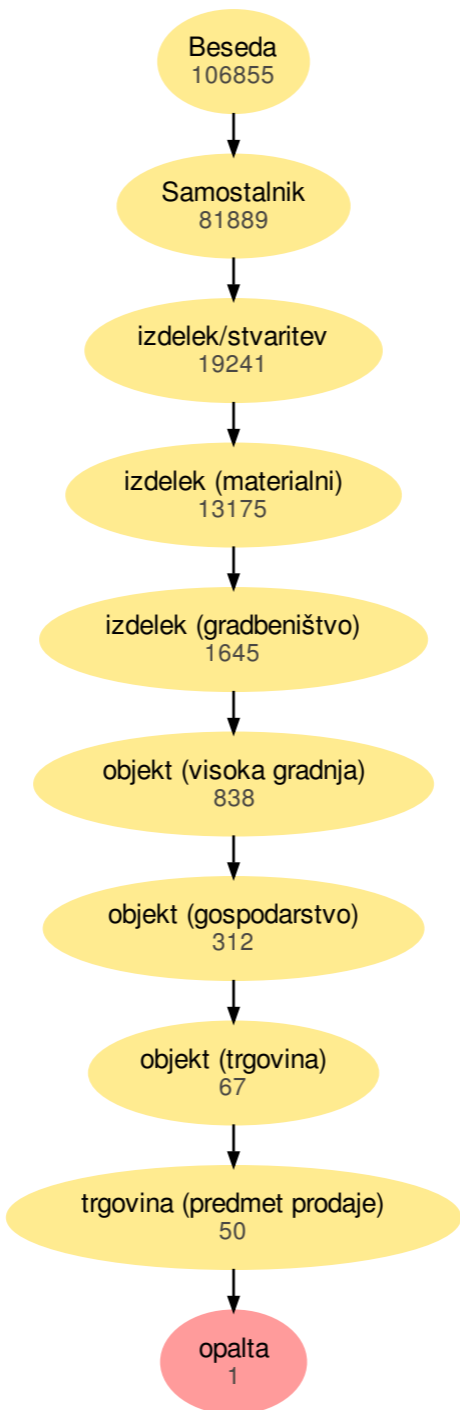 Beseda
106855
Samostalnik
81889
izdelek/stvaritev
19241
izdelek (materialni)
13175
izdelek (gradbeništvo)
1645
objekt (visoka gradnja)
838
objekt (gospodarstvo)
312
objekt (trgovina)
67
trgovina (predmet prodaje)
50
opalta
1